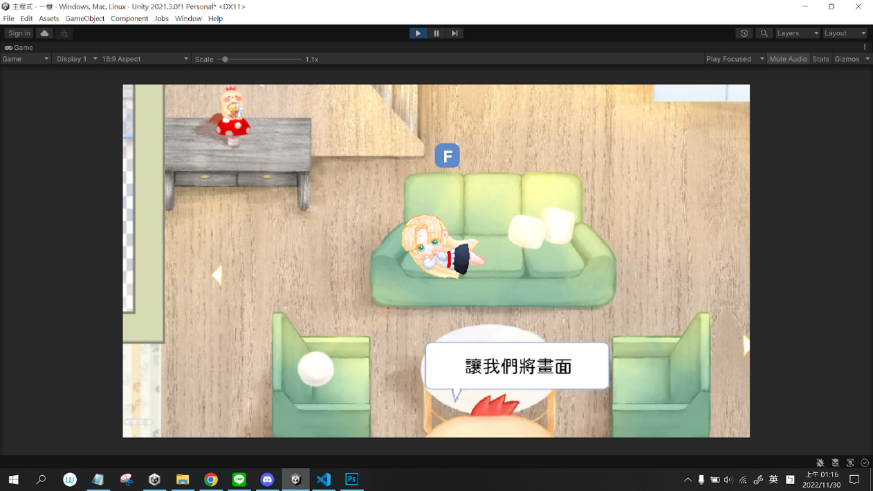 主程式 - 一樓 - Windows, Mac, Linux - Unity 2021.3.0f1 Personal* <DX11>
File Edit Assets GameObject Component Jobs Window Help
Sign in
Layers
Layout
Game
Game
Display 1
16:9 Aspect
Scale
1.1x
Play Focused
Mute Audio
Stats
Gizmos
F
讓我們將畫面
英
上午 01:16
2022/11/30
Ps